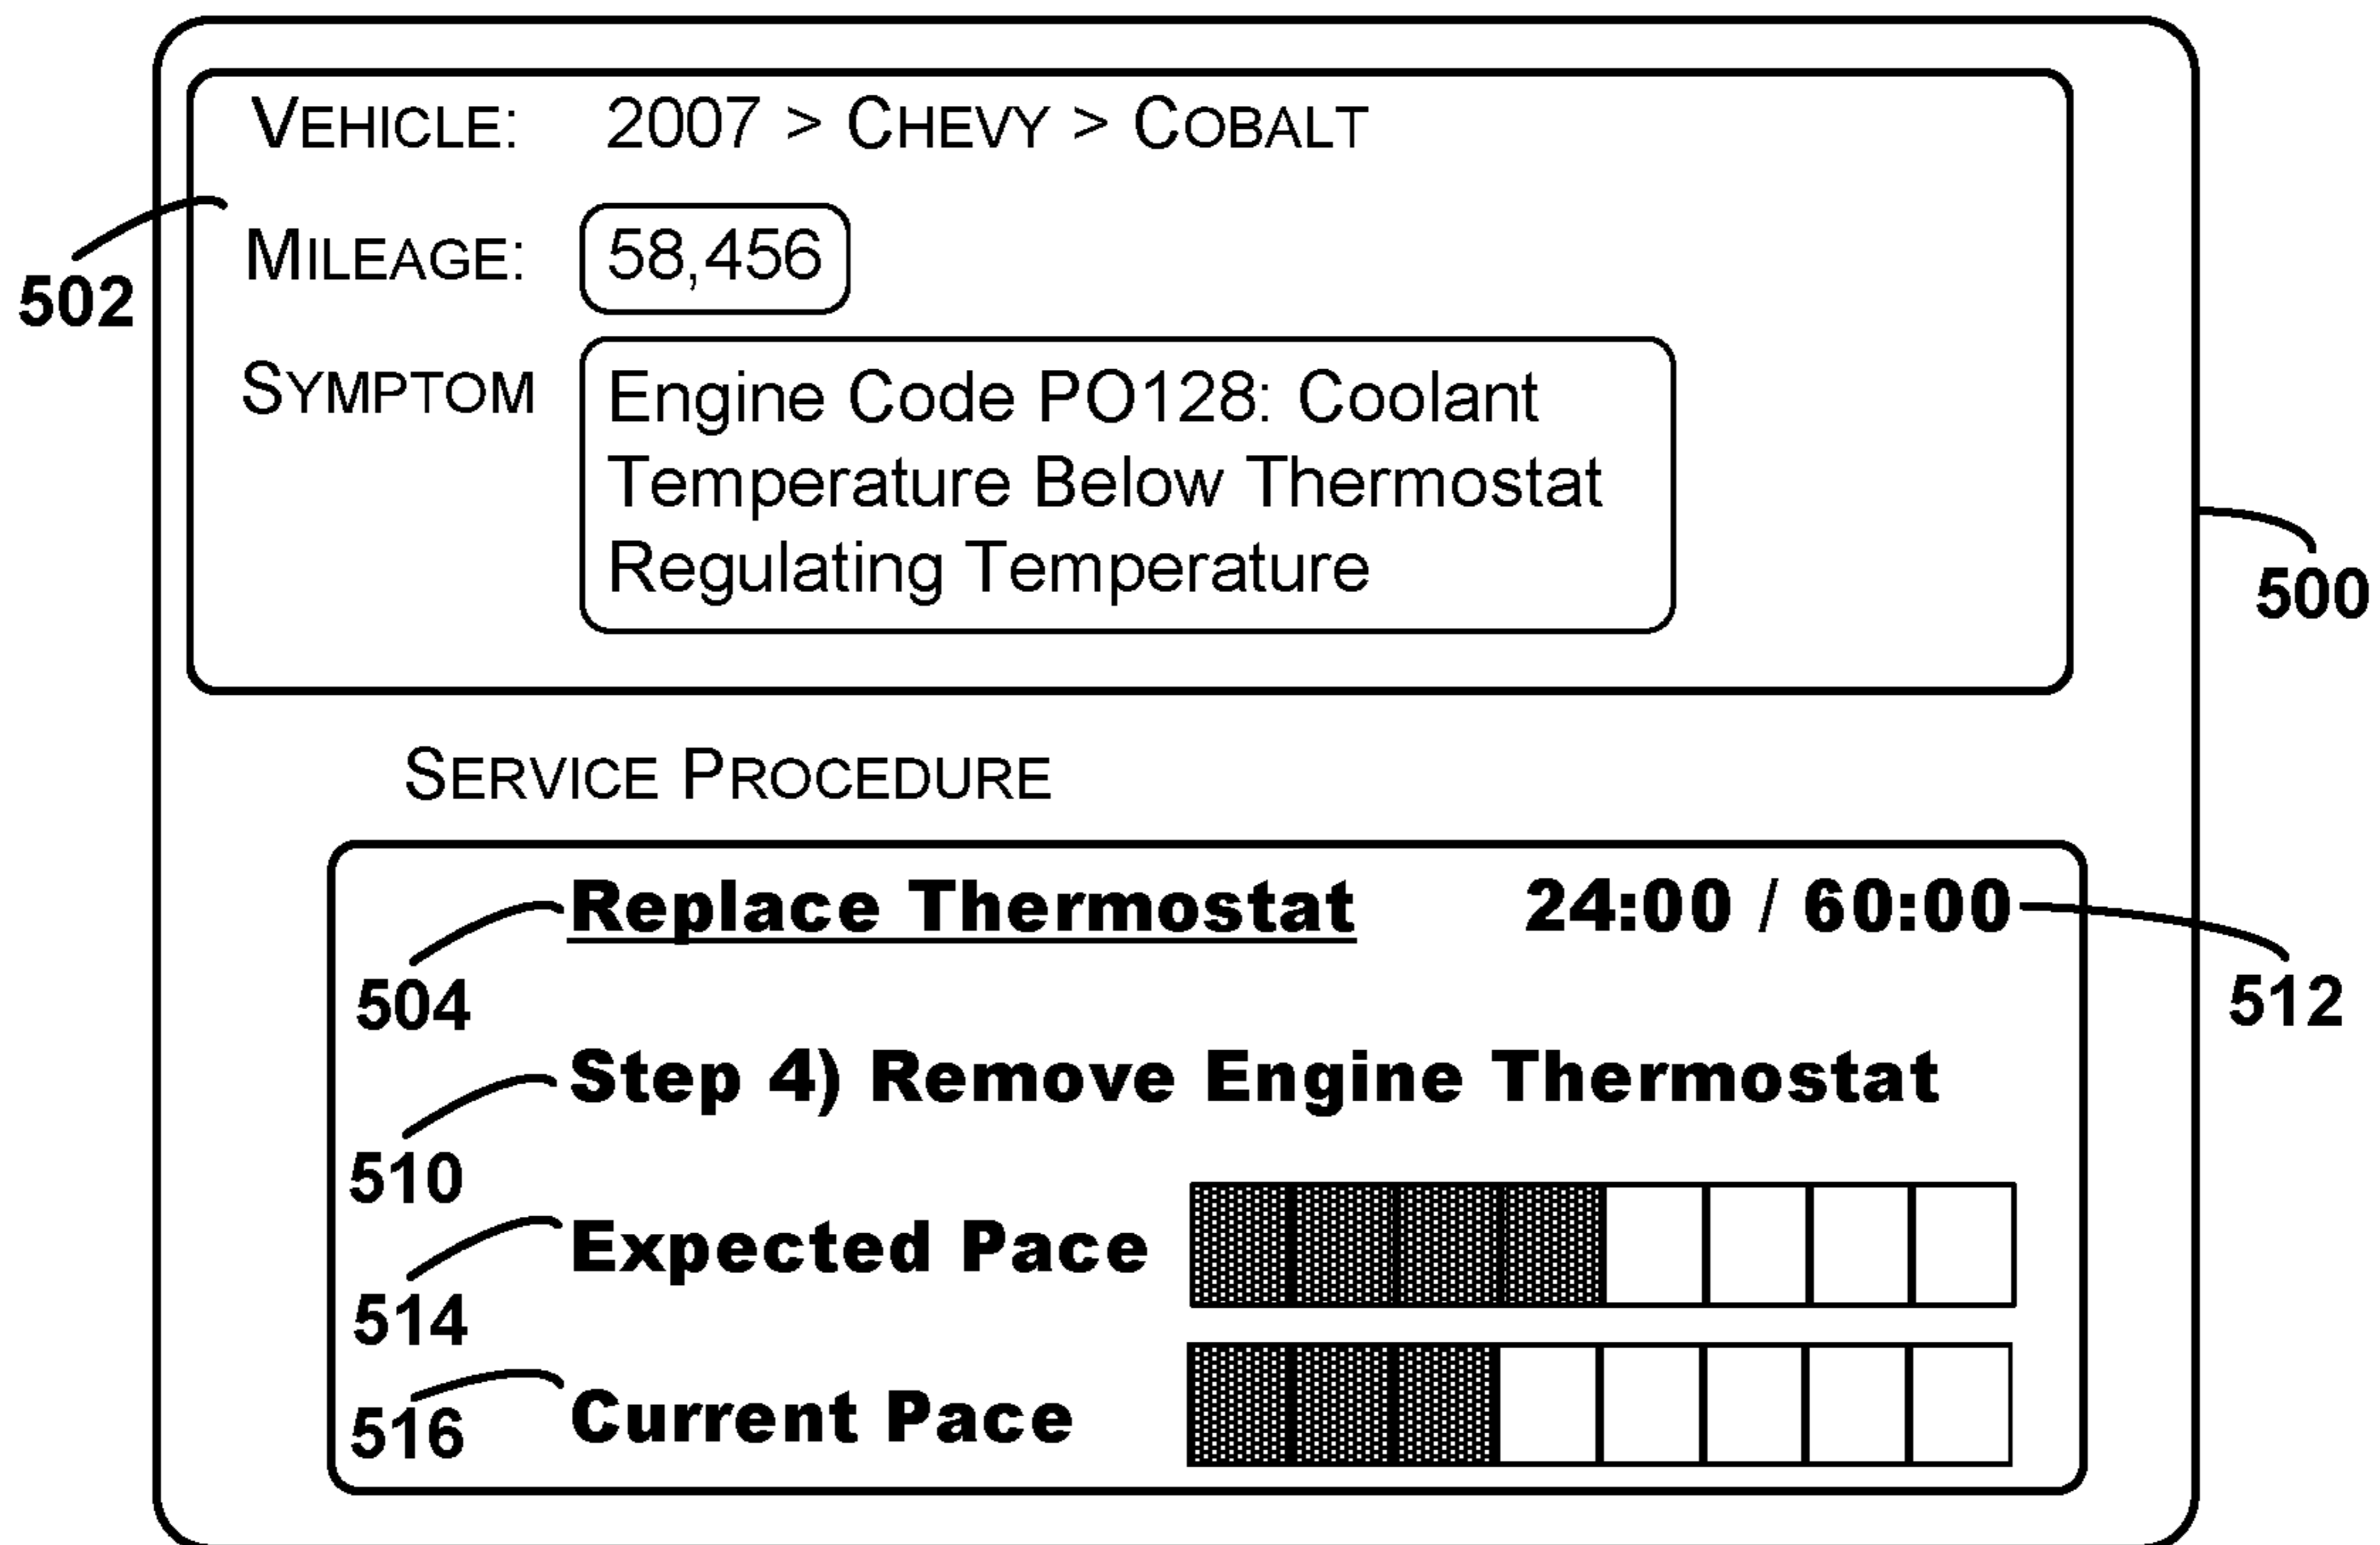 VEHICLE: 2007 > CHEVY > COBALT
MILEAGE: 58,456
502
SYMPTOM Engine Code PO128: Coolant
Temperature Below Thermostat
Regulating Temperature
500
SERVICE PROCEDURE
Replace Thermostat 24:00 / 60:00
504
512
Step 4) Remove Engine Thermostat
510
Expected Pace
514
Current Pace
516